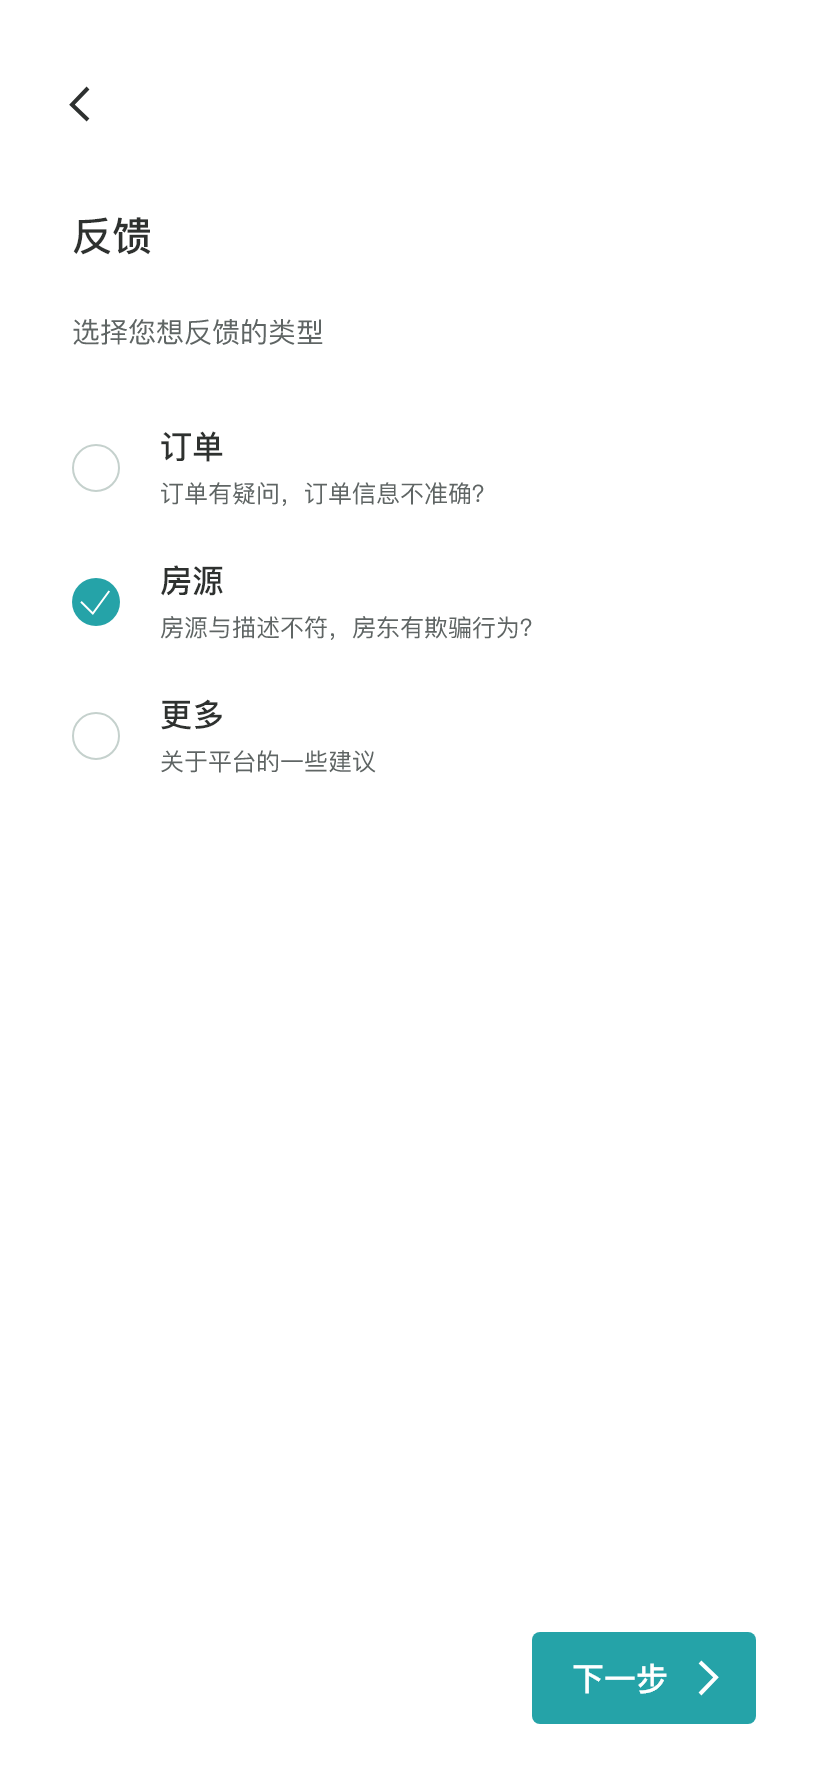 反馈
选择您想反馈的类型
订单
订单有疑问，订单信息不准确？
房源
房源与描述不符，房东有欺骗行为？
更多
关于平台的一些建议
下一步